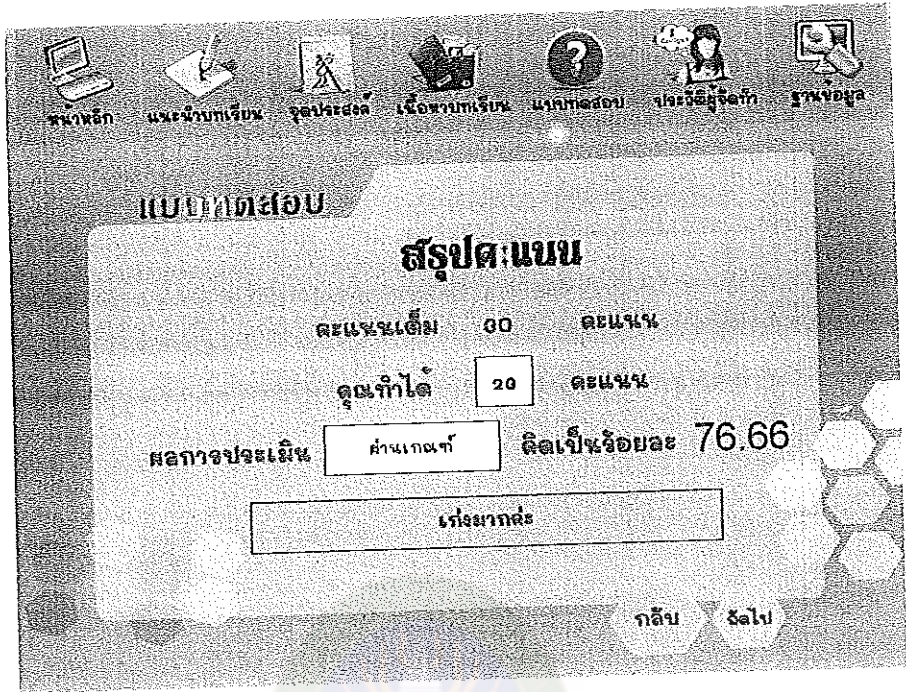 หน้าหลัก แนะนำบทเรียน จุดประสงค์ เนื้อหาบทเรียน แบบทดสอบ ประวัติผู้จัดทำ ฐานข้อมูล
แบบทดสอบ
สรุปคะแนน
คะแนนเต็ม คะแนน
คุณทำได้ คะแนน
ผลการประเมิน ผ่านเกณฑ์ คิดเป็นร้อยละ 76.66
เก่งมากค่ะ
กลับ ถัดไป